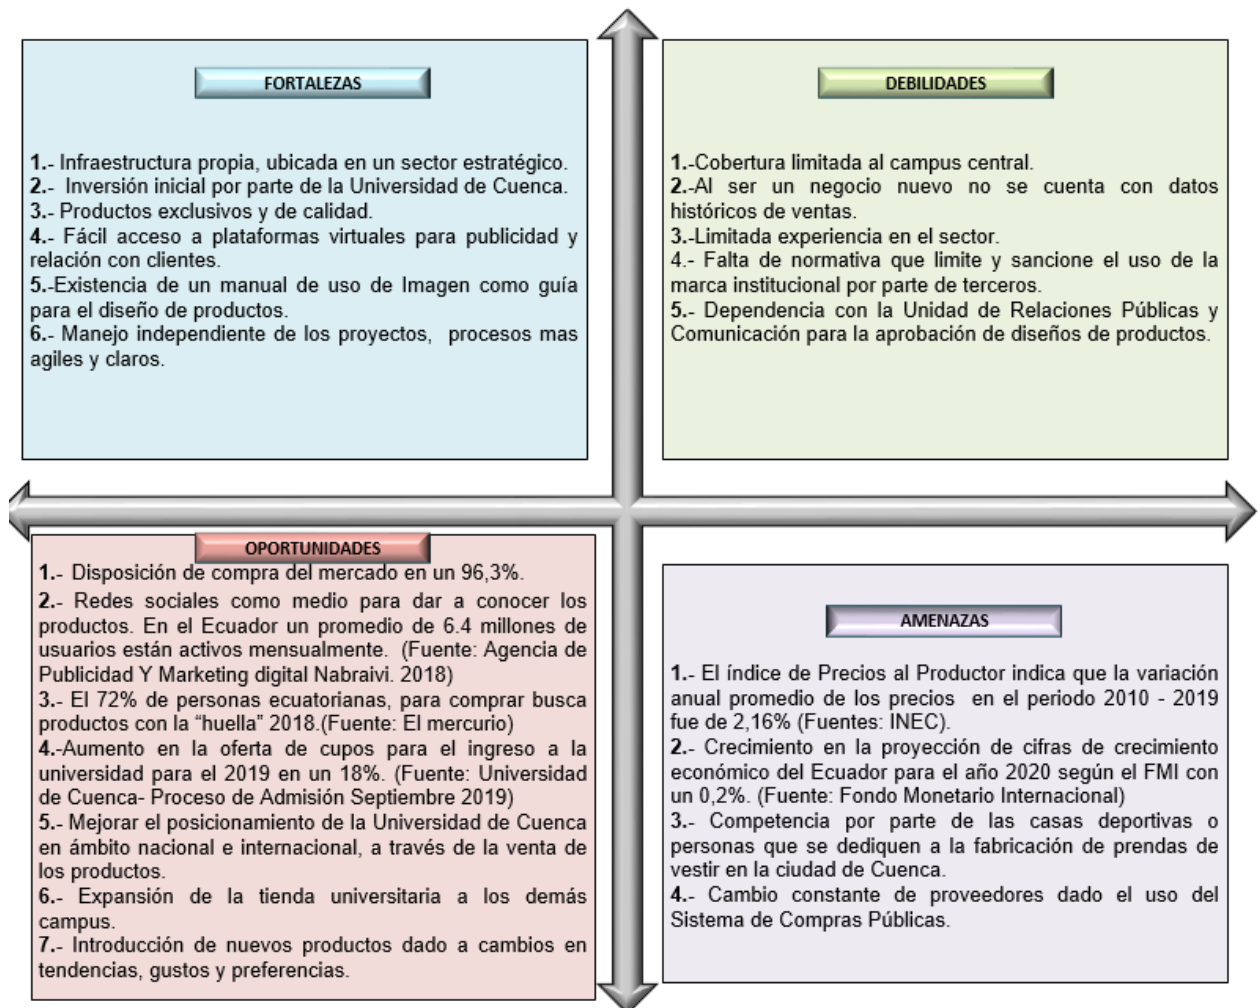 FORTALEZAS
1.- Infraestructura propia, ubicada en un sector estratégico.
2.- Inversión inicial por parte de la Universidad de Cuenca.
3.- Productos exclusivos y de calidad.
4.- Fácil acceso a plataformas virtuales para publicidad y
relación con clientes.
5.-Existencia de un manual de uso de Imagen como guía
para el diseño de productos.
6.- Manejo independiente de los proyectos, procesos mas
agiles y claros.
DEBILIDADES
1.-Cobertura limitada al campus central.
2.-Al ser un negocio nuevo no se cuenta con datos
históricos de ventas.
3.-Limitada experiencia en el sector.
4.- Falta de normativa que limite y sancione el uso de la
marca institucional por parte de terceros.
5.- Dependencia con la Unidad de Relaciones Públicas y
Comunicación para la aprobación de diseños de productos.
OPORTUNIDADES
1.- Disposición de compra del mercado en un 96,3%.
2.- Redes sociales como medio para dar a conocer los
productos. En el Ecuador un promedio de 6.4 millones de
usuarios están activos mensualmente. (Fuente: Agencia de
Publicidad Y Marketing digital Nabraivi. 2018)
3.- El 72% de personas ecuatorianas, para comprar busca
productos con la “huella” 2018.(Fuente: El mercurio)
4.-Aumento en la oferta de cupos para el ingreso a la
universidad para el 2019 en un 18%. (Fuente: Universidad
de Cuenca- Proceso de Admisión Septiembre 2019)
5.- Mejorar el posicionamiento de la Universidad de Cuenca
en ámbito nacional e internacional, a través de la venta de
los productos.
6.- Expansión de la tienda universitaria a los demás
campus.
7.- Introducción de nuevos productos dado a cambios en
tendencias, gustos y preferencias.
AMENAZAS
1.- El índice de Precios al Productor indica que la variación
anual promedio de los precios en el periodo 2010 - 2019
fue de 2,16% (Fuentes: INEC).
2.- Crecimiento en la proyección de cifras de crecimiento
económico del Ecuador para el año 2020 según el FMI con
un 0,2%. (Fuente: Fondo Monetario Internacional)
3.- Competencia por parte de las casas deportivas o
personas que se dediquen a la fabricación de prendas de
vestir en la ciudad de Cuenca.
4.- Cambio constante de proveedores dado el uso del
Sistema de Compras Públicas.